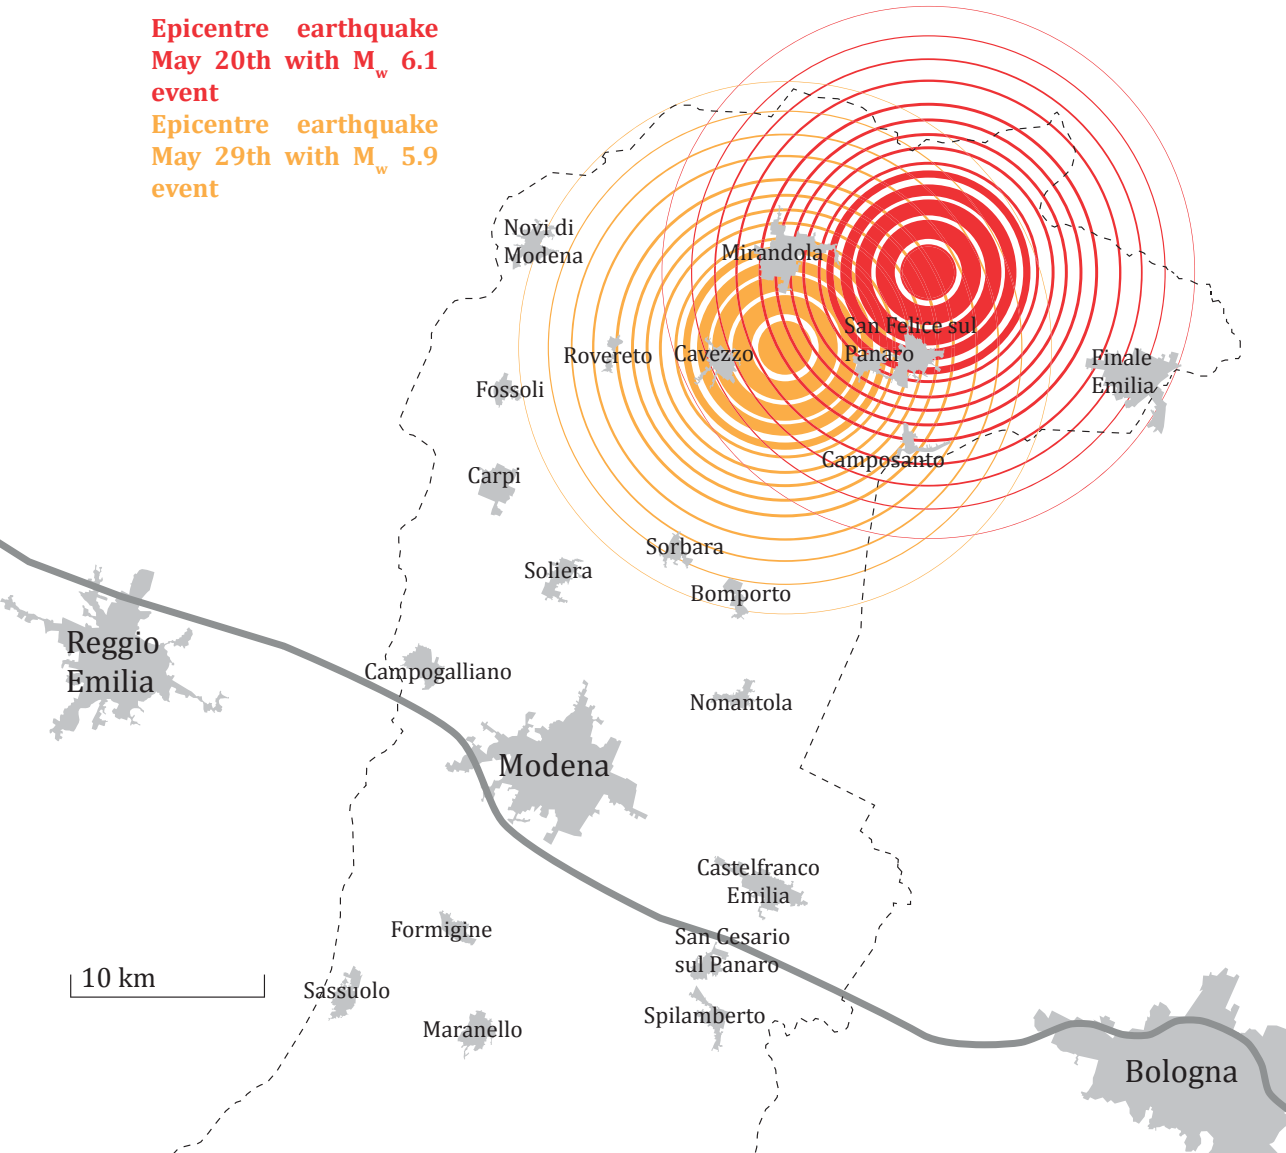 Epicentre earthquake
May 20th with Mw 6.1
event
Epicentre earthquake
May 29th with Mw 5.9
event
Novi di
Modena
Mirandola
San Felice sul
Panaro
Rovereto
Cavezzo
Finale
Emilia
Fossoli
Camposanto
Carpi
Sorbara
Soliera
Bomporto
Reggio
Emilia
Campogalliano
Nonantola
Modena
Castelfranco
Emilia
Formigine
San Cesario
sul Panaro
10 km
Sassuolo
Spilamberto
Maranello
Bologna